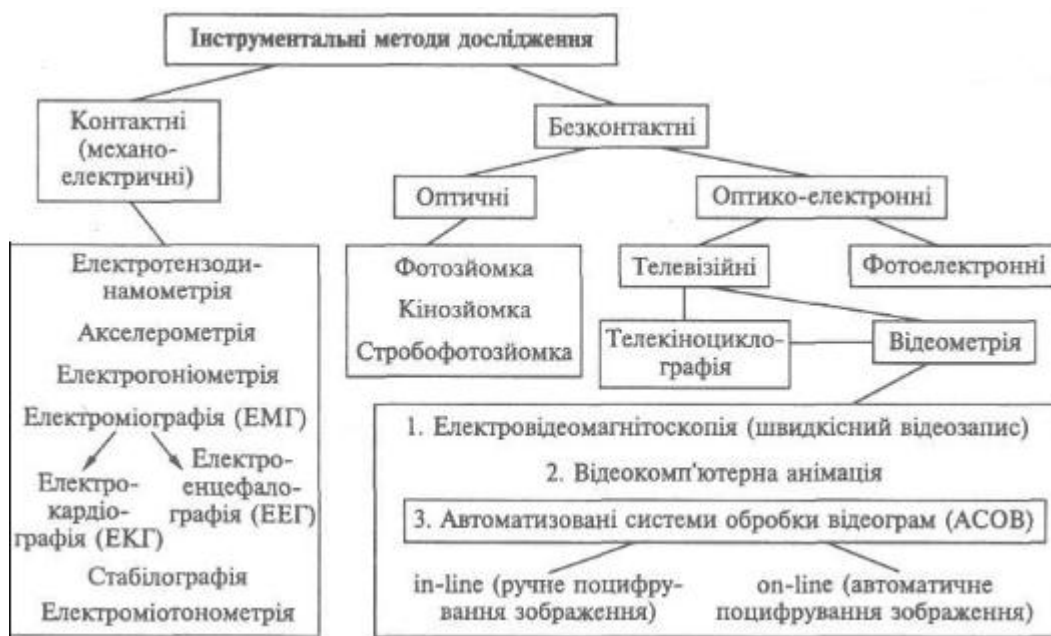 Інструментальні методи дослідження
Контактні
(механо-
електричні)
Безконтактні
Оптичні
Оптико-електронні
Електротензоди-
намометрія
Акселерометрія
Електрогоніометрія
Електроміографія (ЕМГ)
Електро-
кардіо-
графія (ЕКГ)
Електро-
енцефало-
графія (ЕЕГ)
Стабілографія
Електроміотонометрія
Фотозйомка
Кінозйомка
Стробофотозйомка
Телевізійні
Фотоелектронні
Телекіноцикло-
графія
Відеометрія
1. Електровідеомагнітоскопія (швидкісний відеозапис)
2. Відеокомп'ютерна анімація
3. Автоматизовані системи обробки відеограм (АСОВ)
in-line (ручне поцифру-
вання зображення)
on-line (автоматичне
поцифрування зображення)